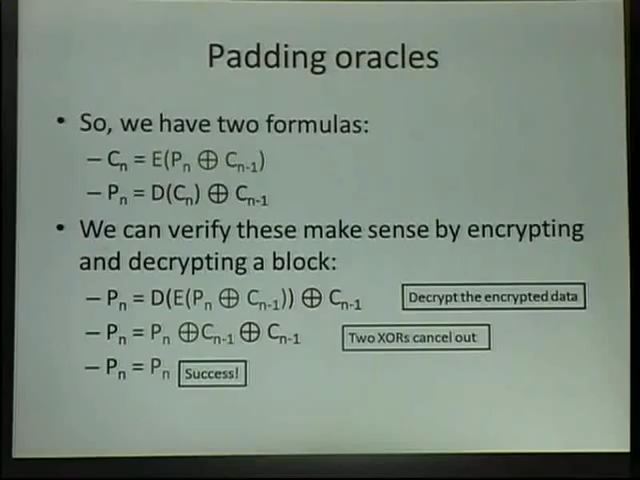 Padding oracles
• So, we have two formulas:
– Cₙ = E(Pₙ ⊕ Cₙ₋₁)
– Pₙ = D(Cₙ) ⊕ Cₙ₋₁
• We can verify these make sense by encrypting
and decrypting a block:
– Pₙ = D(E(Pₙ ⊕ Cₙ₋₁)) ⊕ Cₙ₋₁ Decrypt the encrypted data
– Pₙ = Pₙ ⊕Cₙ₋₁ ⊕ Cₙ₋₁ Two XORs cancel out
– Pₙ = Pₙ Success!